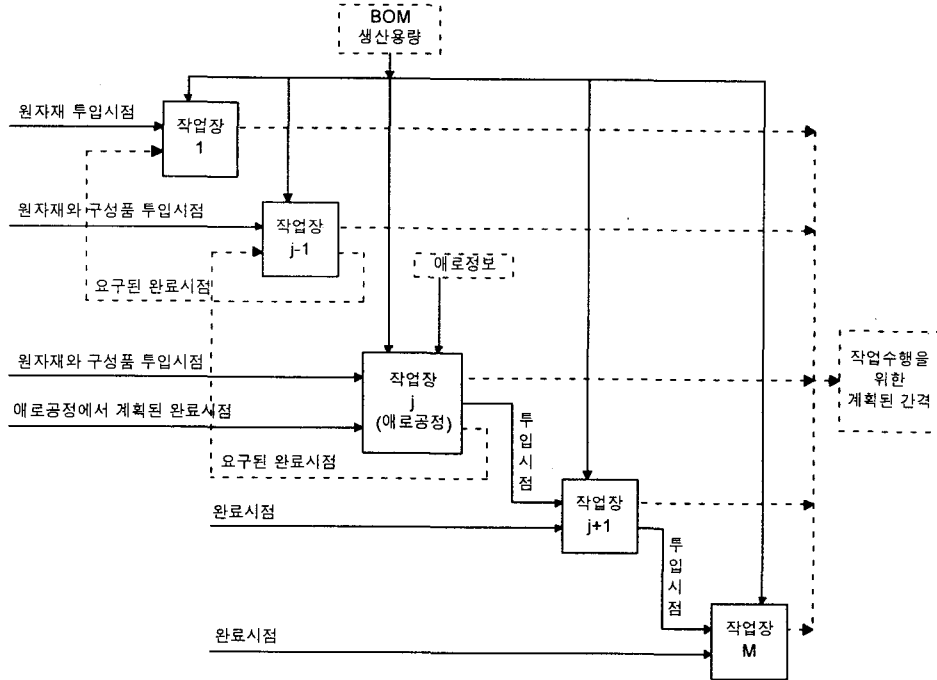 BOM
생산용량
원자재 투입시점
작업장
1
원자재와 구성품 투입시점
작업장
j-1
애로정보
요구된 완료시점
원자재와 구성품 투입시점
작업장
j
(애로공정)
애로공정에서 계획된 완료시점
작업수행을
위한
계획된 간격
투입시점
요구된 완료시점
작업장
j+1
완료시점
투입시점
작업장
M
완료시점